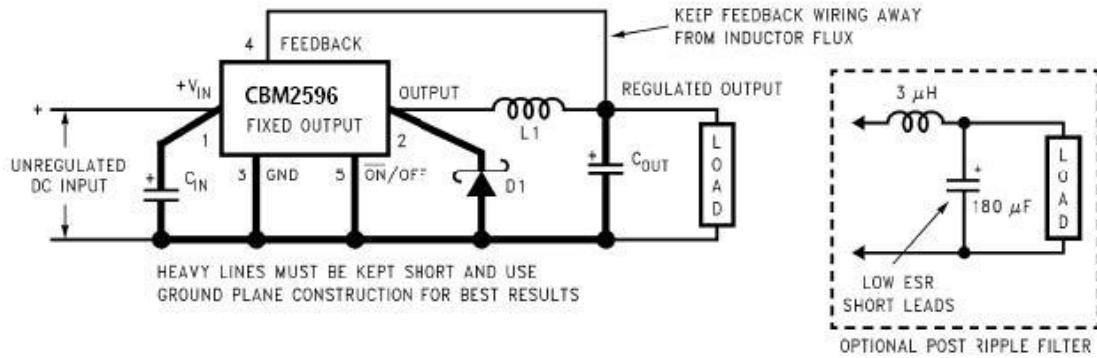 KEEP FEEDBACK WIRING AWAY
FROM INDUCTOR FLUX
4
FEEDBACK
+VIN
CBM2596
FIXED OUTPUT
OUTPUT
REGULATED OUTPUT
+
1
2
L1
UNREGULATED
DC INPUT
+
CIN
3
GND
5
ON/OFF
D1
+
COUT
LOAD
3 μH
+
180 μF
LOAD
LOW ESR
SHORT LEADS
HEAVY LINES MUST BE KEPT SHORT AND USE
GROUND PLANE CONSTRUCTION FOR BEST RESULTS
OPTIONAL POST RIPPLE FILTER